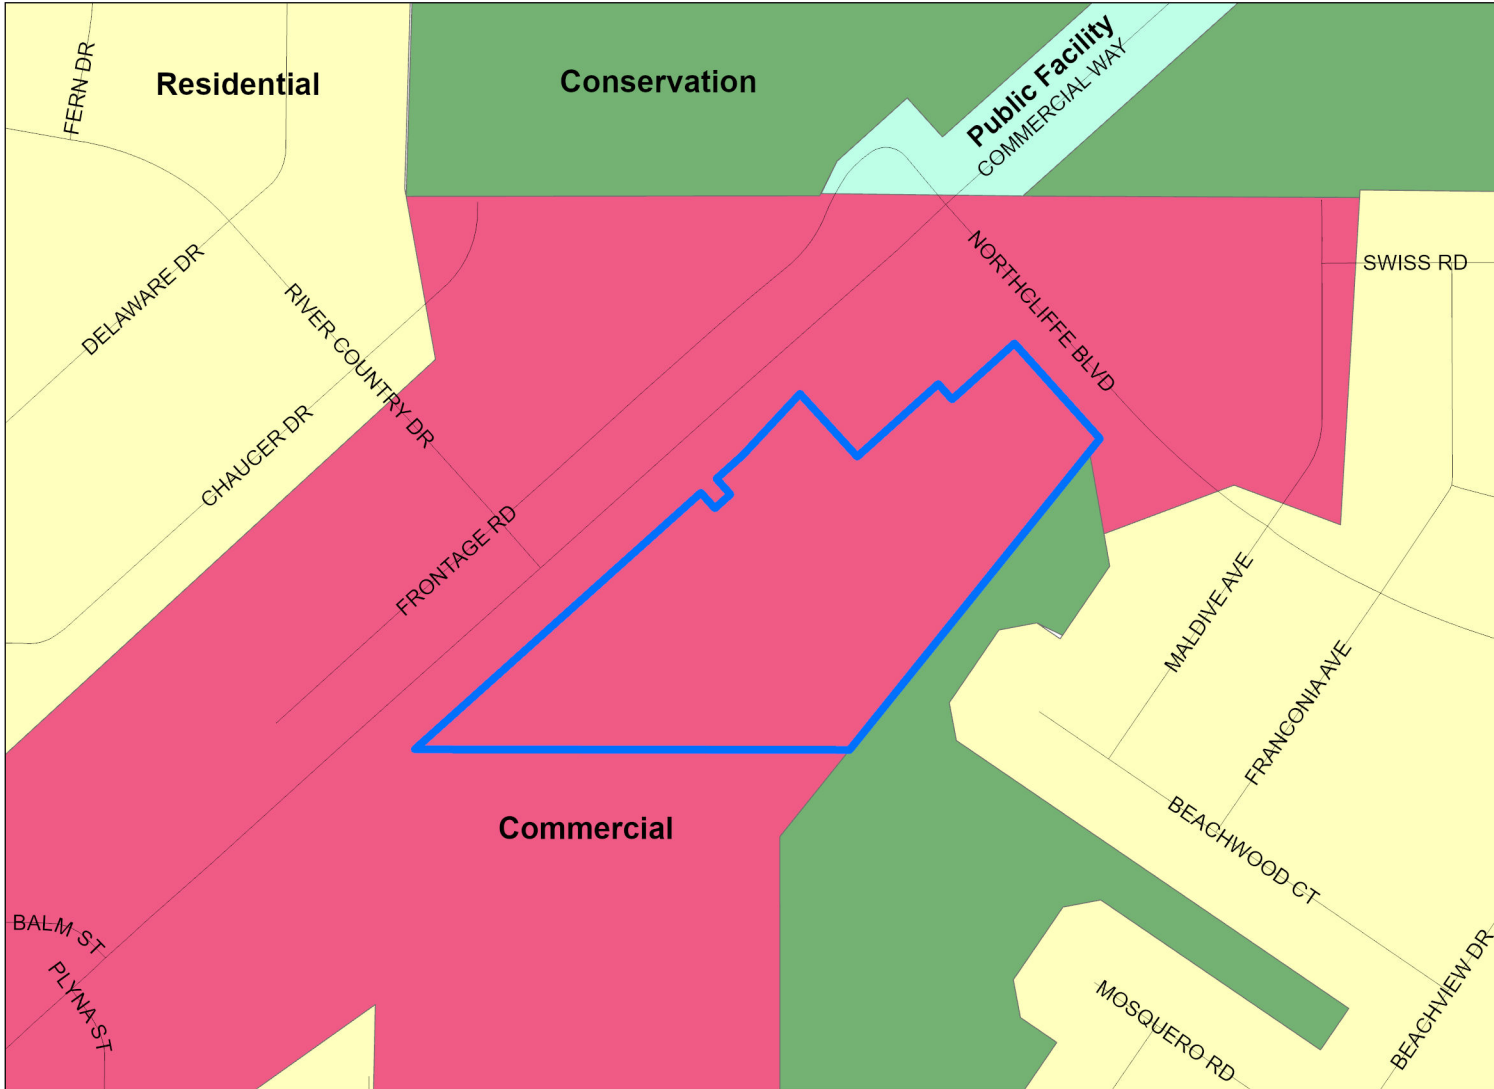 FERN DR
Residential
Conservation
Public Facility
COMMERCIAL WAY
DELAWARE DR
RIVER COUNTRY DR
NORTHCLIFFE BLVD
SWISS RD
CHAUCER DR
FRONTAGE RD
MALDIVE AVE
FRANCONIA AVE
Commercial
BEACHWOOD CT
BALM ST
PLYNA ST
MOSQUERO RD
BEACHVIEW DR